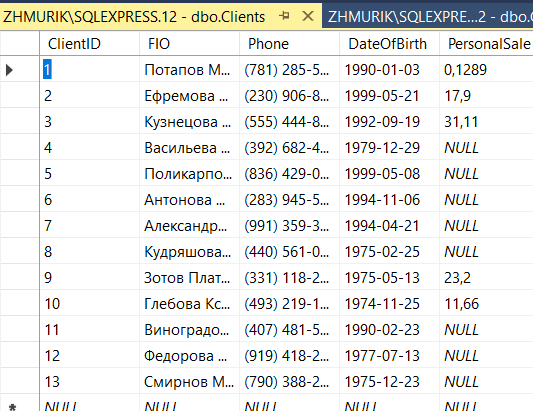 ZHMURIK\SQLEXPRESS.12 - dbo.Clients ZHMURIK\SQLEXPRE...2 - dbo.
ClientID FIO Phone DateOfBirth PersonalSale
1 Потапов М... (781) 285-5... 1990-01-03 0,1289
2 Ефремова ... (230) 906-8... 1999-05-21 17,9
3 Кузнецова ... (555) 444-8... 1992-09-19 31,11
4 Васильева ... (392) 682-4... 1979-12-29 NULL
5 Поликарпо... (836) 429-0... 1999-05-08 NULL
6 Антонова ... (283) 945-5... 1994-11-06 NULL
7 Александр... (991) 359-3... 1994-04-21 NULL
8 Кудряшова... (440) 561-0... 1975-02-25 NULL
9 Зотов Плат... (331) 118-2... 1975-05-13 23,2
10 Глебова Кс... (493) 219-1... 1974-11-25 11,66
11 Виноградо... (407) 481-5... 1990-02-23 NULL
12 Федорова ... (919) 418-2... 1977-07-13 NULL
13 Смирнов М... (790) 388-2... 1975-12-23 NULL
NULL NULL NULL NULL NULL